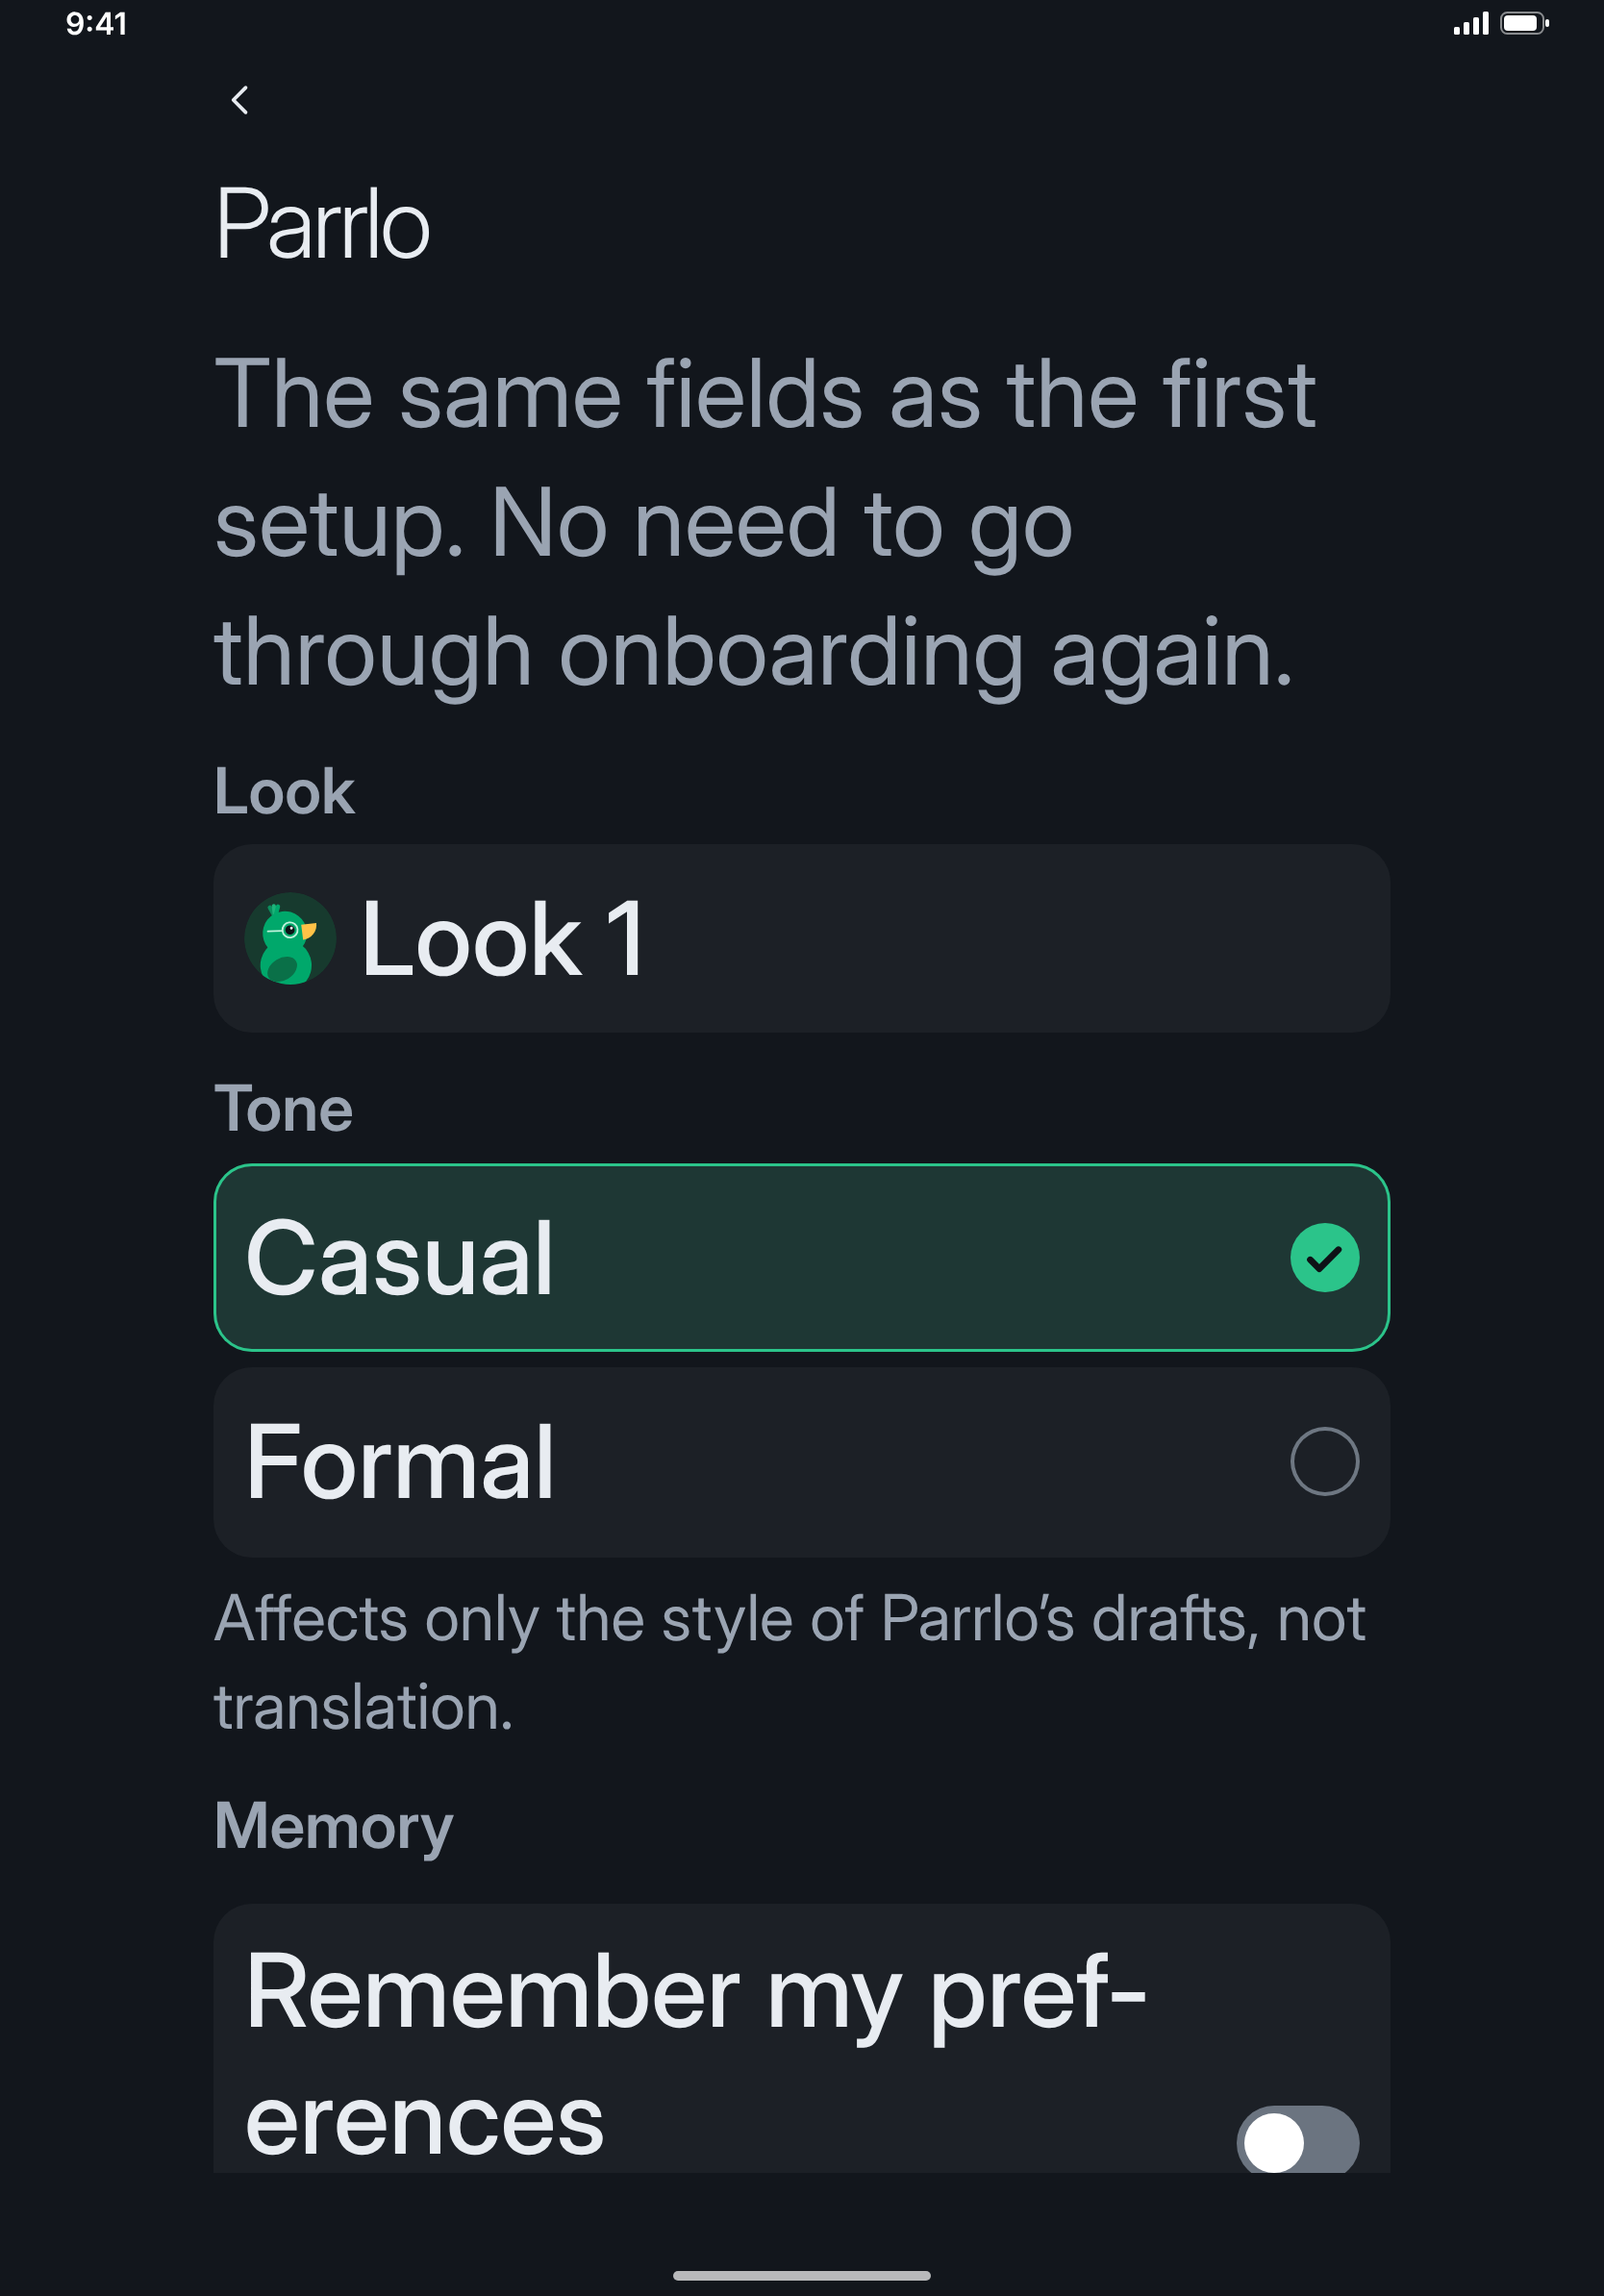 9:41
Parrlo
The same fields as the first
setup. No need to go
through onboarding again.
Look
Look 1
Tone
Casual
Formal
Affects only the style of Parrlo’s drafts, not
translation.
Memory
Remember my pref-
erences